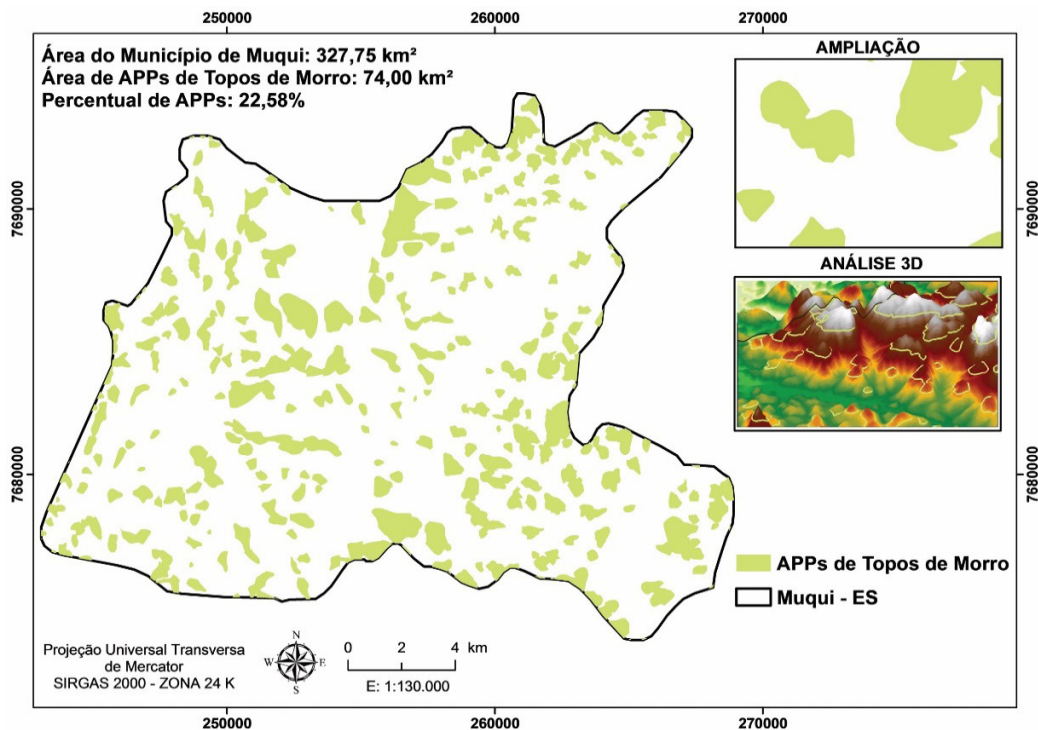 250000
260000
270000
Área do Município de Muqui: 327,75 km²
Área de APPs de Topos de Morro: 74,00 km²
Percentual de APPs: 22,58%
AMPLIAÇÃO
7690000
7690000
ANÁLISE 3D
7680000
7680000
APPs de Topos de Morro
Muqui - ES
Projeção Universal Transversa
de Mercator
SIRGAS 2000 - ZONA 24 K
N
W
E
S
0 2 4 km
E: 1:130.000
250000
260000
270000